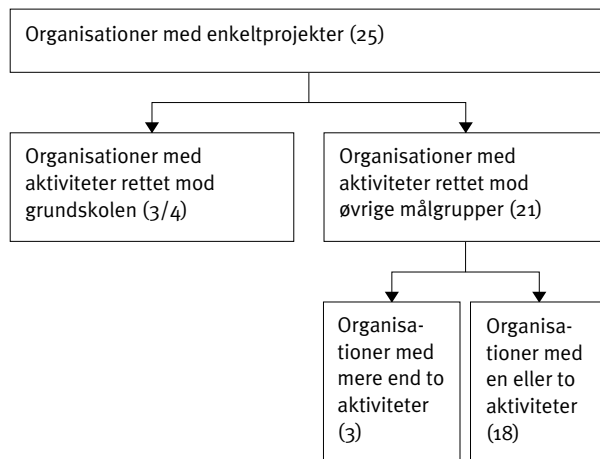 Organisationer med enkeltprojekter (25)
Organisationer med
aktiviteter rettet mod
grundskolen (3/4)
Organisationer med
aktiviteter rettet mod
øvrige målgrupper (21)
Organisa-
tioner med
mere end to
aktiviteter
(3)
Organisa-
tioner med
en eller to
aktiviteter
(18)